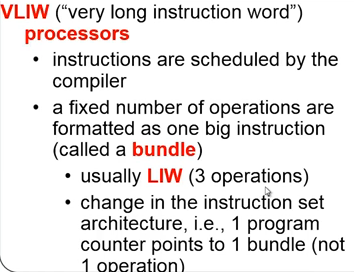 VLIW (“very long instruction word”)
processors
• instructions are scheduled by the
compiler
• a fixed number of operations are
formatted as one big instruction
(called a bundle)
• usually LIW (3 operations)
• change in the instruction set
architecture, i.e., 1 program
counter points to 1 bundle (not
1 operation)